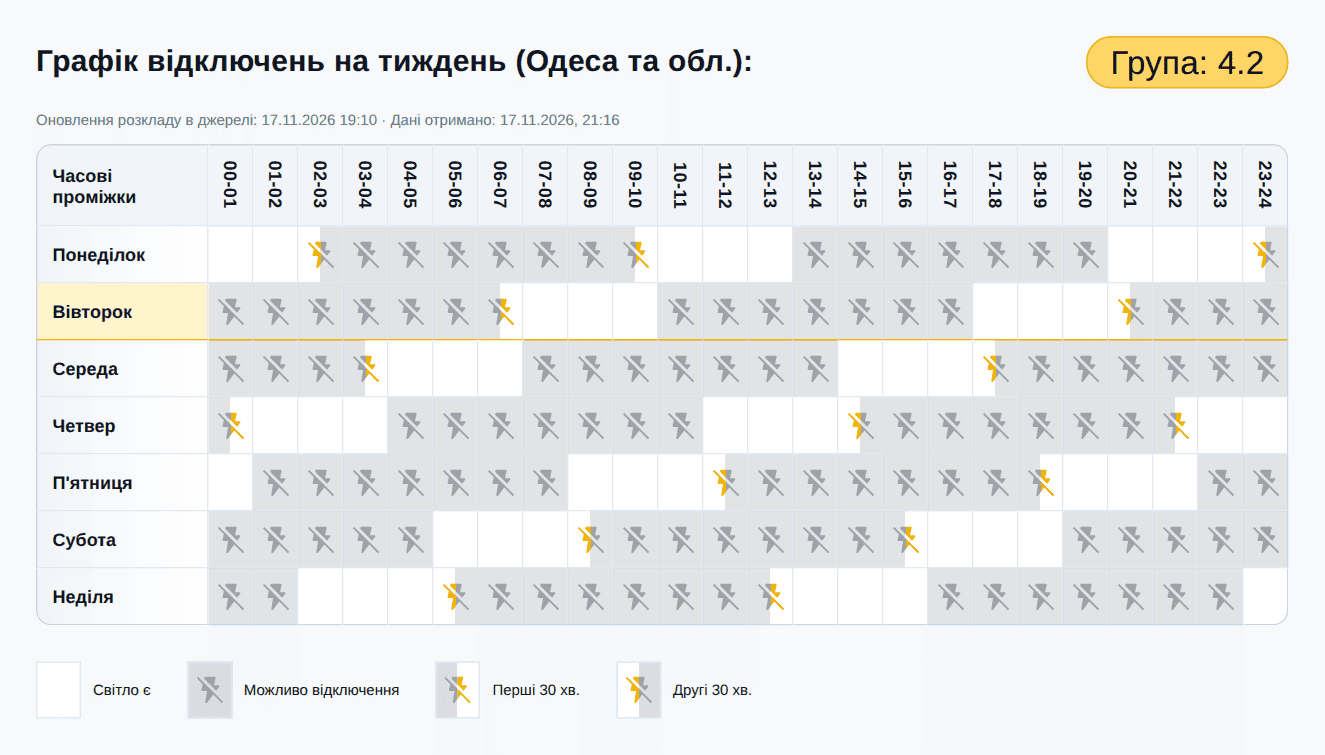 Графік відключень на тиждень (Одеса та обл.):
Група: 4.2
Оновлення розкладу в джерелі: 17.11.2026 19:10 · Дані отримано: 17.11.2026, 21:16
Часові
проміжки
00-01 01-02 02-03 03-04 04-05 05-06 06-07 07-08 08-09 09-10 10-11 11-12 12-13 13-14 14-15 15-16 16-17 17-18 18-19 19-20 20-21 21-22 22-23 23-24
Понеділок
Вівторок
Середа
Четвер
П'ятниця
Субота
Неділя
Світло є
Можливо відключення
Перші 30 хв.
Другі 30 хв.